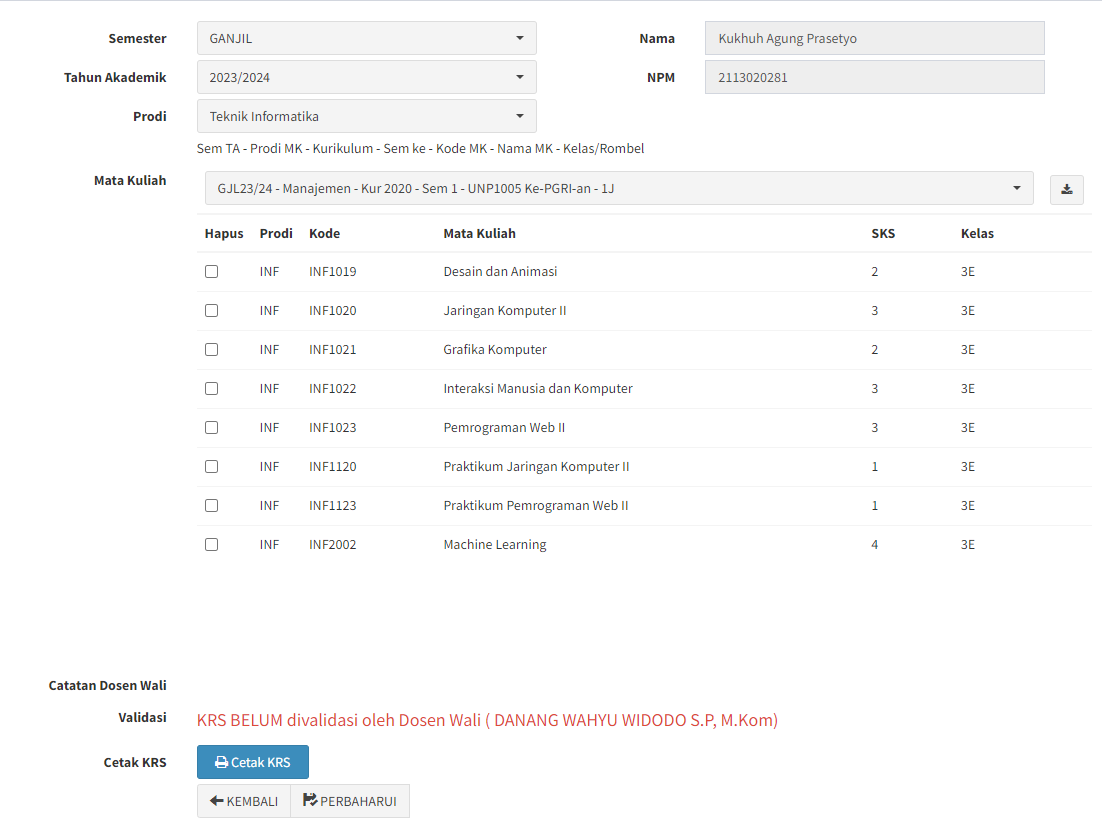 Semester GANJIL Nama Kukhuh Agung Prasetyo
Tahun Akademik 2023/2024 NPM 2113020281
Prodi Teknik Informatika
Sem TA - Prodi MK - Kurikulum - Sem ke - Kode MK - Nama MK - Kelas/Rombel
Mata Kuliah GJL23/24 - Manajemen - Kur 2020 - Sem 1 - UNP1005 Ke-PGRI-an - 1J
Hapus Prodi Kode Mata Kuliah SKS Kelas
INF INF1019 Desain dan Animasi 2 3E
INF INF1020 Jaringan Komputer II 3 3E
INF INF1021 Grafika Komputer 2 3E
INF INF1022 Interaksi Manusia dan Komputer 3 3E
INF INF1023 Pemrograman Web II 3 3E
INF INF1120 Praktikum Jaringan Komputer II 1 3E
INF INF1123 Praktikum Pemrograman Web II 1 3E
INF INF2002 Machine Learning 4 3E
Catatan Dosen Wali
Validasi KRS BELUM divalidasi oleh Dosen Wali ( DANANG WAHYU WIDODO S.P, M.Kom)
Cetak KRS Cetak KRS
KEMBALI PERBAHARUI